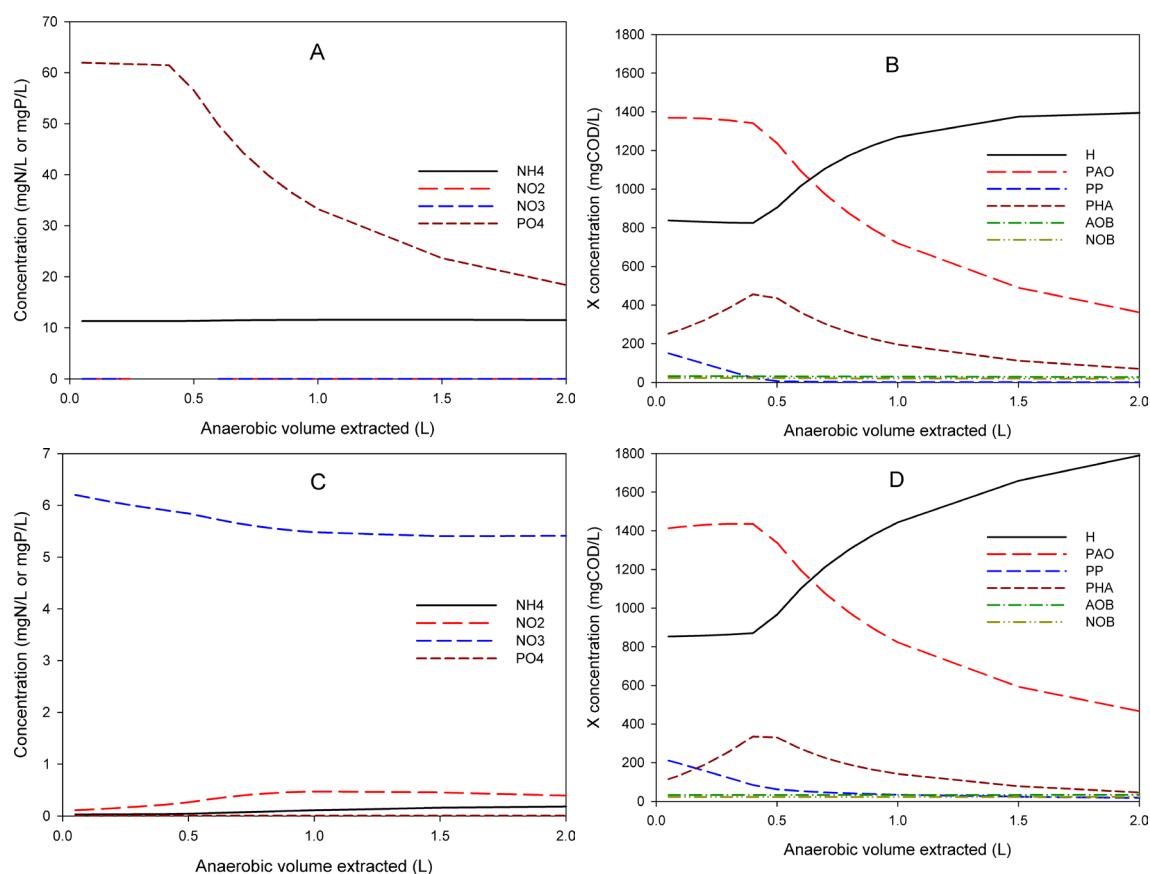 A
Concentration (mgN/L or mgP/L)
70
60
50
40
30
20
10
0
NH4
NO2
NO3
PO4
0.0 0.5 1.0 1.5 2.0
Anaerobic volume extracted (L)
B
X concentration (mgCOD/L)
1800
1600
1400
1200
1000
800
600
400
200
0
H
PAO
PP
PHA
AOB
NOB
0.0 0.5 1.0 1.5 2.0
Anaerobic volume extracted (L)
C
Concentration (mgN/L or mgP/L)
7
6
5
4
3
2
1
0
NH4
NO2
NO3
PO4
0.0 0.5 1.0 1.5 2.0
Anaerobic volume extracted (L)
D
X concentration (mgCOD/L)
1800
1600
1400
1200
1000
800
600
400
200
0
H
PAO
PP
PHA
AOB
NOB
0.0 0.5 1.0 1.5 2.0
Anaerobic volume extracted (L)